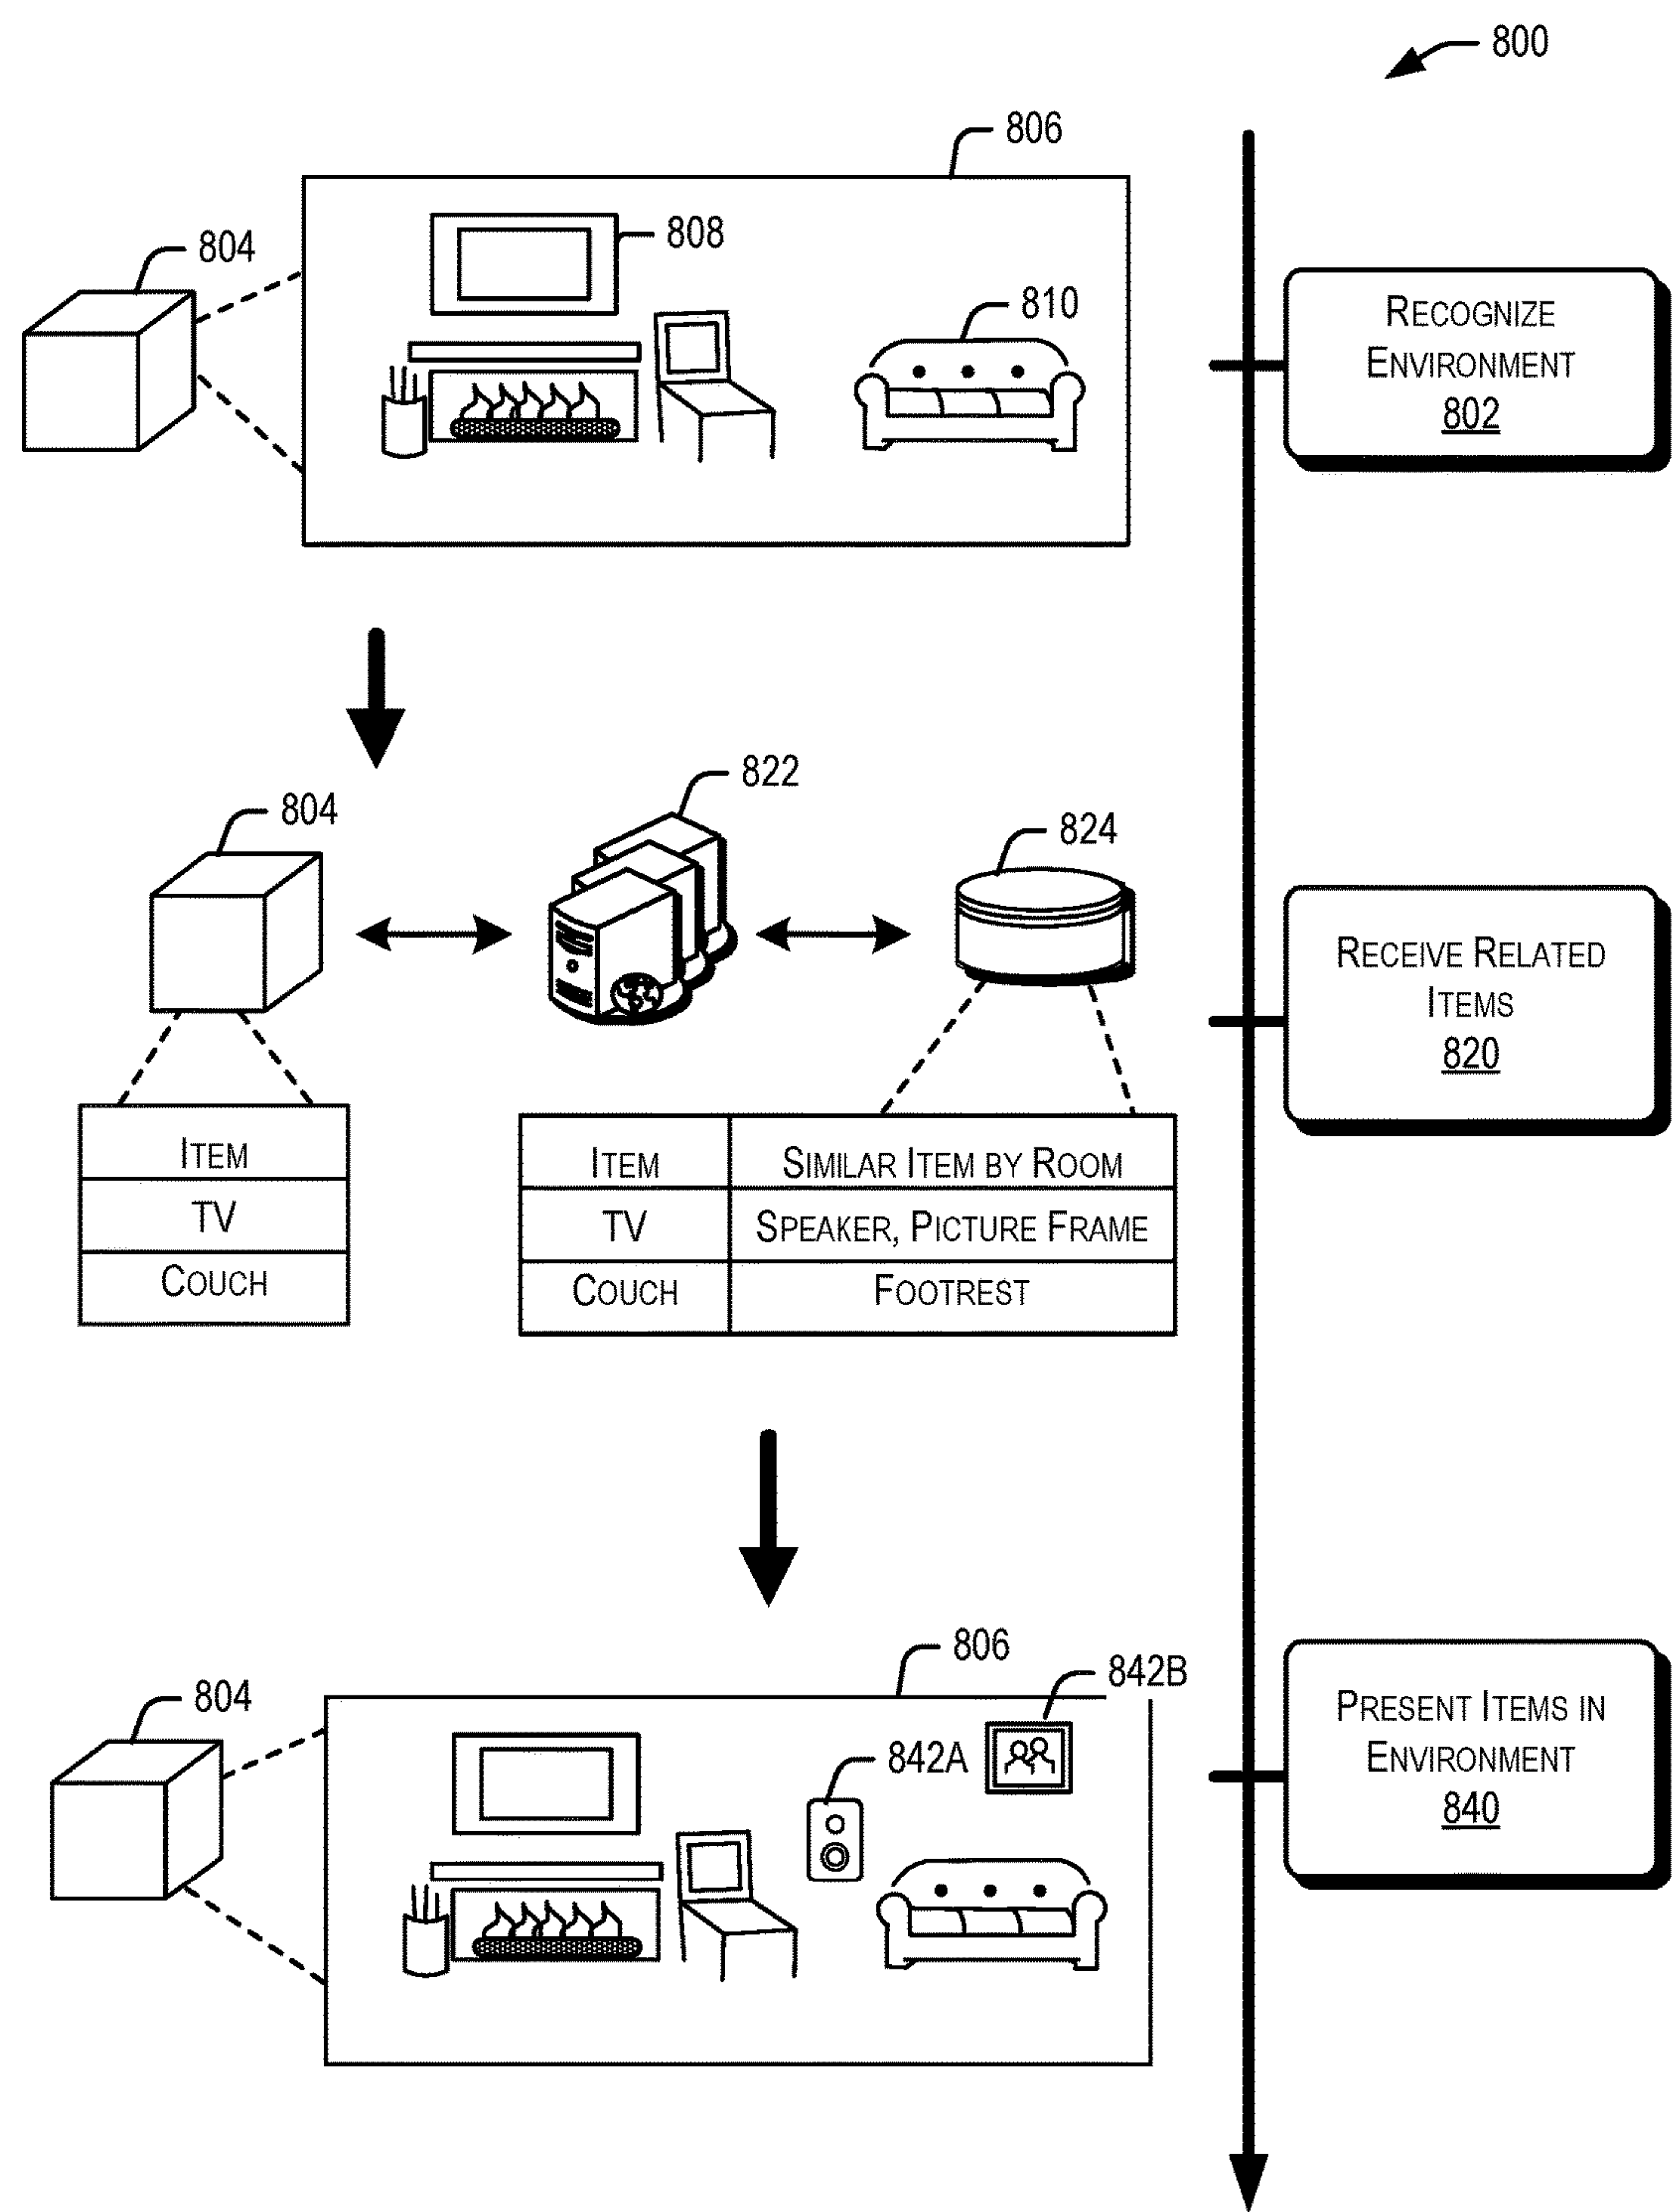 800
806
804
808
810
RECOGNIZE
ENVIRONMENT
802
822
804
824
RECEIVE RELATED
ITEMS
820
ITEM
TV
COUCH
ITEM SIMILAR ITEM BY ROOM
TV SPEAKER, PICTURE FRAME
COUCH FOOTREST
806
842B
804
842A
PRESENT ITEMS IN
ENVIRONMENT
840